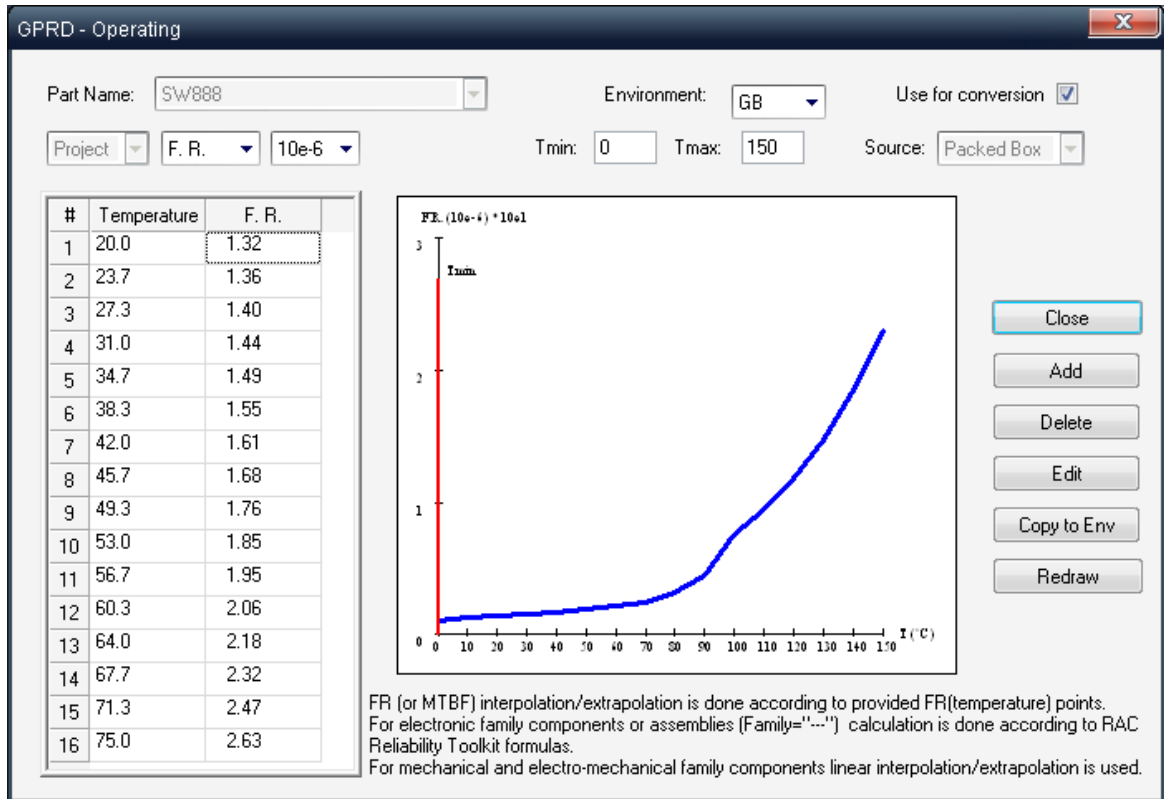 GPRD - Operating
Part Name: SW888 Environment: GB Use for conversion
Project F. R. 10e-6 Tmin: 0 Tmax: 150 Source: Packed Box
# Temperature F. R.
1 20.0 1.32
2 23.7 1.36
3 27.3 1.40
4 31.0 1.44
5 34.7 1.49
6 38.3 1.55
7 42.0 1.61
8 45.7 1.68
9 49.3 1.76
10 53.0 1.85
11 56.7 1.95
12 60.3 2.06
13 64.0 2.18
14 67.7 2.32
15 71.3 2.47
16 75.0 2.63
FR. (10e-6) *10e1
3
Tmin
2
1
0
0 10 20 30 40 50 60 70 80 90 100 110 120 130 140 150 T(°C)
Close
Add
Delete
Edit
Copy to Env
Redraw
FR (or MTBF) interpolation/extrapolation is done according to provided FR(temperature) points.
For electronic family components or assemblies (Family="---") calculation is done according to RAC
Reliability Toolkit formulas.
For mechanical and electro-mechanical family components linear interpolation/extrapolation is used.